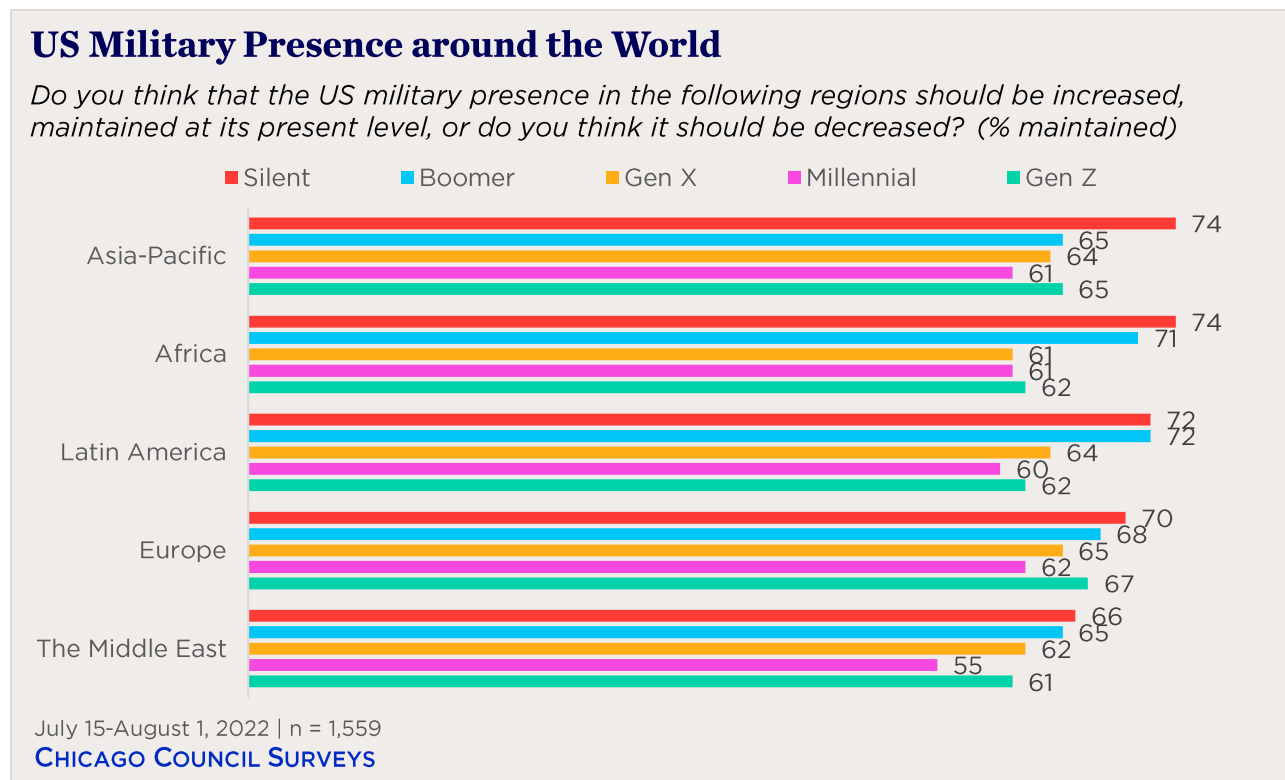 US Military Presence around the World
Do you think that the US military presence in the following regions should be increased,
maintained at its present level, or do you think it should be decreased? (% maintained)
Silent Boomer Gen X Millennial Gen Z
Asia-Pacific
74
65
64
61
65
Africa
74
71
61
61
62
Latin America
72
72
64
60
62
Europe
70
68
65
62
67
The Middle East
66
65
62
55
61
July 15-August 1, 2022 | n = 1,559
CHICAGO COUNCIL SURVEYS